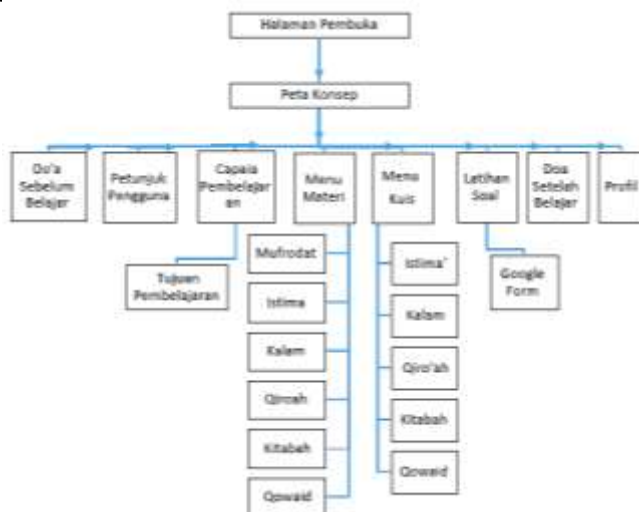 Halaman Pembuka
Peta Konsep
Do'a
Sebelum
Belajar
Petunjuk
Pengguna
Capaia
Pembelajar
an
Menu
Materi
Menu
Kuis
Latihan
Soal
Doa
Setelah
Belajar
Profil
Tujuan
Pembelajaran
Mufrodat
Istima
Kalam
Qiroah
Kitabah
Qowaid
Istima'
Kalam
Qiro'ah
Kitabah
Qowaid
Google
Form